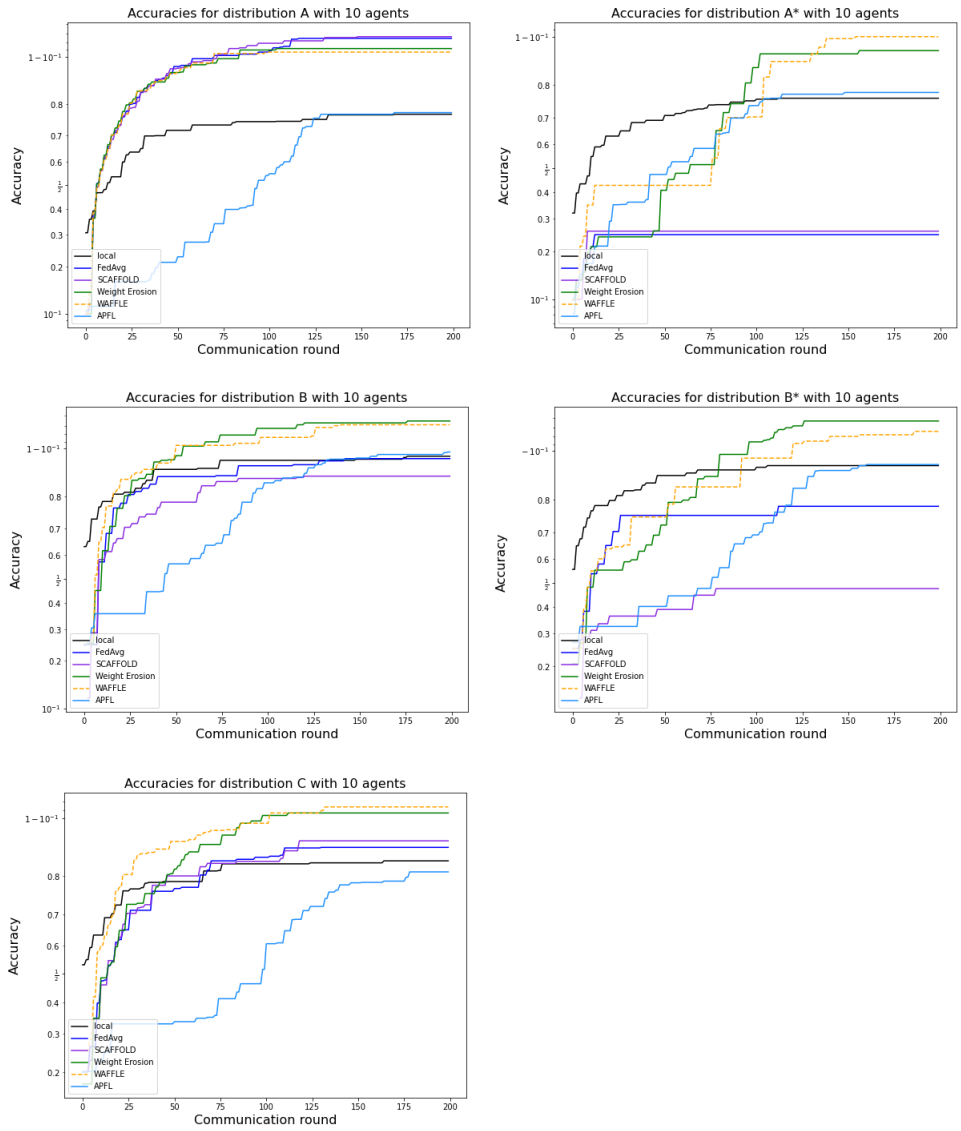 Accuracies for distribution A with 10 agents
1 − 10⁻¹
0.8
0.7
0.6
½
0.4
0.3
0.2
10⁻¹
Accuracy
local
FedAvg
SCAFFOLD
Weight Erosion
WAFFLE
APFL
0 25 50 75 100 125 150 175 200
Communication round
Accuracies for distribution A* with 10 agents
1 − 10⁻¹
0.8
0.7
0.6
½
0.4
0.3
0.2
10⁻¹
Accuracy
local
FedAvg
SCAFFOLD
Weight Erosion
WAFFLE
APFL
0 25 50 75 100 125 150 175 200
Communication round
Accuracies for distribution B with 10 agents
1 − 10⁻¹
0.8
0.7
0.6
½
0.4
0.3
0.2
10⁻¹
Accuracy
local
FedAvg
SCAFFOLD
Weight Erosion
WAFFLE
APFL
0 25 50 75 100 125 150 175 200
Communication round
Accuracies for distribution B* with 10 agents
−10⁻¹
0.8
0.7
0.6
½
0.4
0.3
0.2
Accuracy
local
FedAvg
SCAFFOLD
Weight Erosion
WAFFLE
APFL
0 25 50 75 100 125 150 175 200
Communication round
Accuracies for distribution C with 10 agents
1 − 10⁻¹
0.8
0.7
0.6
½
0.4
0.3
0.2
Accuracy
local
FedAvg
SCAFFOLD
Weight Erosion
WAFFLE
APFL
0 25 50 75 100 125 150 175 200
Communication round